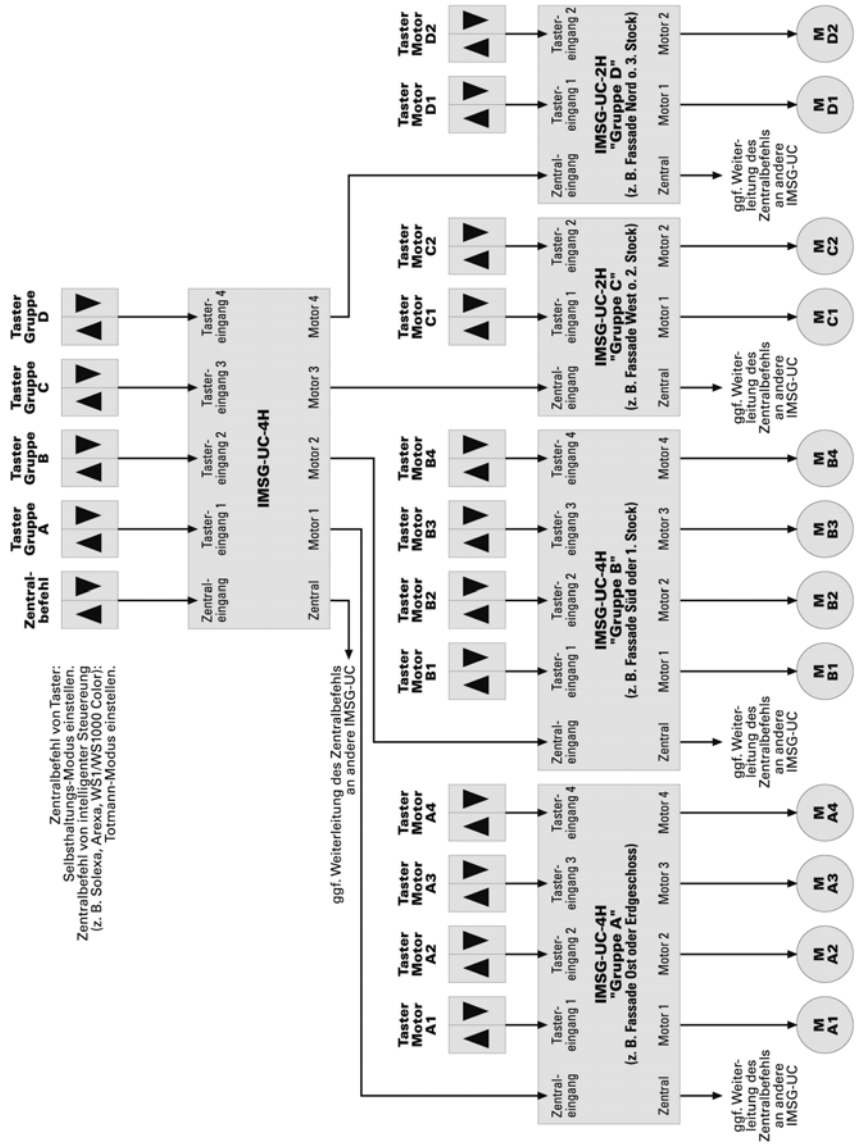 Zentralbefehl von Taster:
Selbsthaltungs-Modus einstellen.
Zentralbefehl von intelligenter Steuereung
(z. B. Solexa, Arexa, WS1/WS1000 Color):
Totmann-Modus einstellen.
Zentral-
befehl
Taster
Gruppe
A
Taster
Gruppe
B
Taster
Gruppe
C
Taster
Gruppe
D
Zentral-
eingang
Taster-
eingang 1
Taster-
eingang 2
Taster-
eingang 3
Taster-
eingang 4
IMSG-UC-4H
Zentral
Motor 1
Motor 2
Motor 3
Motor 4
ggf. Weiterleitung des Zentralbefehls
an andere IMSG-UC
Taster
Motor
A1
Taster
Motor
A2
Taster
Motor
A3
Taster
Motor
A4
Zentral-
eingang
Taster-
eingang 1
Taster-
eingang 2
Taster-
eingang 3
Taster-
eingang 4
IMSG-UC-4H
"Gruppe A"
(z. B. Fassade Ost oder Erdgeschoss)
Zentral
Motor 1
Motor 2
Motor 3
Motor 4
ggf. Weiter-
leitung des
Zentralbefehls
an andere
IMSG-UC
M
A1
M
A2
M
A3
M
A4
Taster
Motor
B1
Taster
Motor
B2
Taster
Motor
B3
Taster
Motor
B4
Zentral-
eingang
Taster-
eingang 1
Taster-
eingang 2
Taster-
eingang 3
Taster-
eingang 4
IMSG-UC-4H
"Gruppe B"
(z. B. Fassade Süd oder 1. Stock)
Zentral
Motor 1
Motor 2
Motor 3
Motor 4
ggf. Weiter-
leitung des
Zentralbefehls
an andere
IMSG-UC
M
B1
M
B2
M
B3
M
B4
Taster
Motor
C1
Taster
Motor
C2
Zentral-
eingang
Taster-
eingang 1
Taster-
eingang 2
IMSG-UC-2H
"Gruppe C"
(z. B. Fassade West o. 2. Stock)
Zentral
Motor 1
Motor 2
ggf. Weiter-
leitung des
Zentralbefehls
an andere
IMSG-UC
M
C1
M
C2
Taster
Motor
D1
Taster
Motor
D2
Zentral-
eingang
Taster-
eingang 1
Taster-
eingang 2
IMSG-UC-2H
"Gruppe D"
(z. B. Fassade Nord o. 3. Stock)
Zentral
Motor 1
Motor 2
ggf. Weiter-
leitung des
Zentralbefehls
an andere
IMSG-UC
M
D1
M
D2